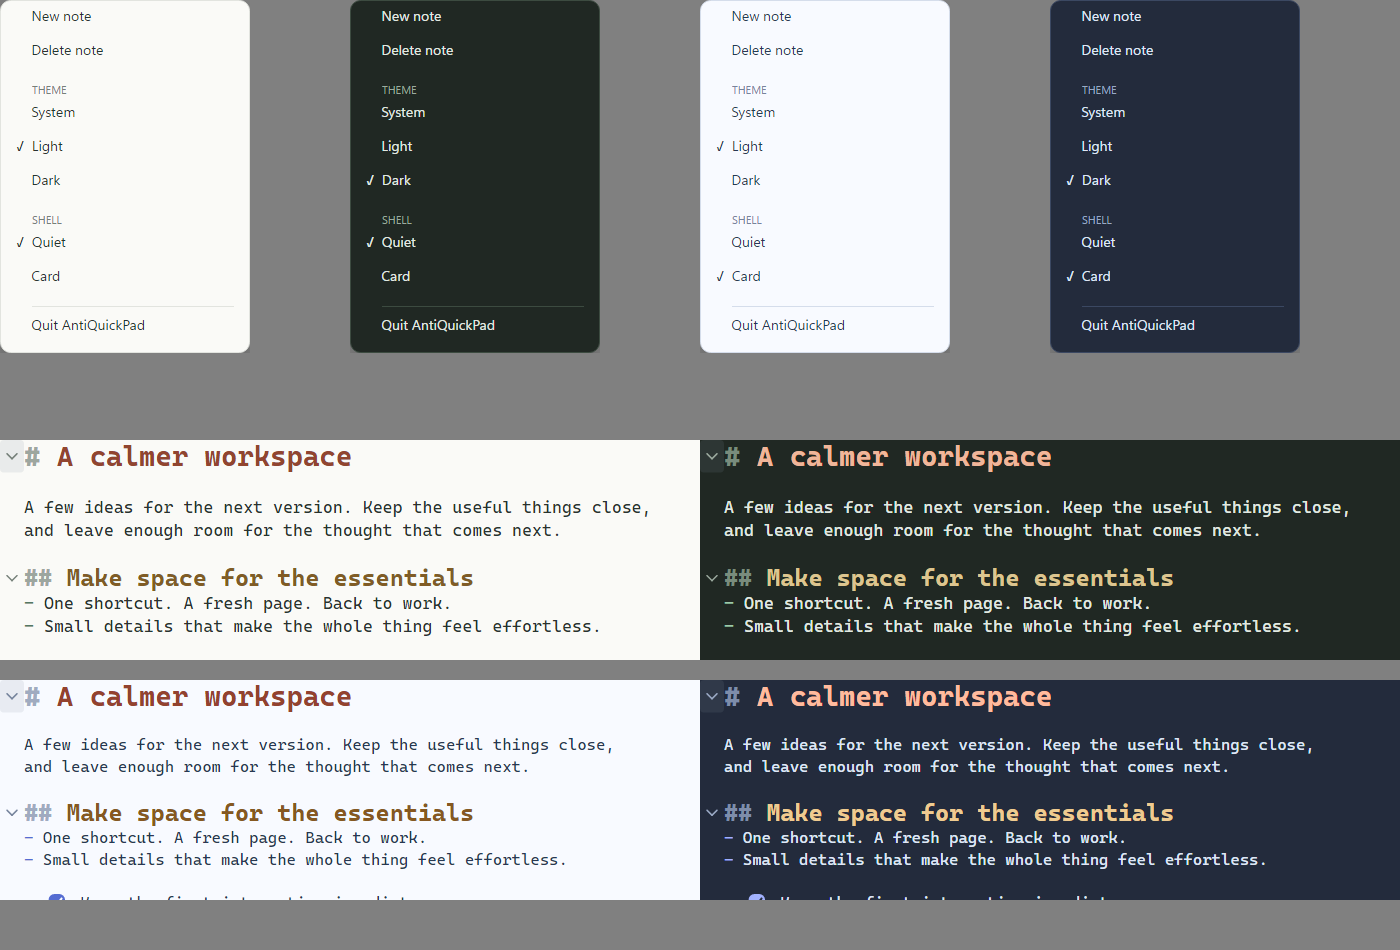 New note
Delete note
THEME
System
✓ Light
Dark
SHELL
✓ Quiet
Card
Quit AntiQuickPad
New note
Delete note
THEME
System
Light
✓ Dark
SHELL
✓ Quiet
Card
Quit AntiQuickPad
New note
Delete note
THEME
System
✓ Light
Dark
SHELL
Quiet
✓ Card
Quit AntiQuickPad
New note
Delete note
THEME
System
Light
✓ Dark
SHELL
Quiet
✓ Card
Quit AntiQuickPad
# A calmer workspace
A few ideas for the next version. Keep the useful things close,
and leave enough room for the thought that comes next.
## Make space for the essentials
- One shortcut. A fresh page. Back to work.
- Small details that make the whole thing feel effortless.
# A calmer workspace
A few ideas for the next version. Keep the useful things close,
and leave enough room for the thought that comes next.
## Make space for the essentials
- One shortcut. A fresh page. Back to work.
- Small details that make the whole thing feel effortless.
# A calmer workspace
A few ideas for the next version. Keep the useful things close,
and leave enough room for the thought that comes next.
## Make space for the essentials
- One shortcut. A fresh page. Back to work.
- Small details that make the whole thing feel effortless.
# A calmer workspace
A few ideas for the next version. Keep the useful things close,
and leave enough room for the thought that comes next.
## Make space for the essentials
- One shortcut. A fresh page. Back to work.
- Small details that make the whole thing feel effortless.